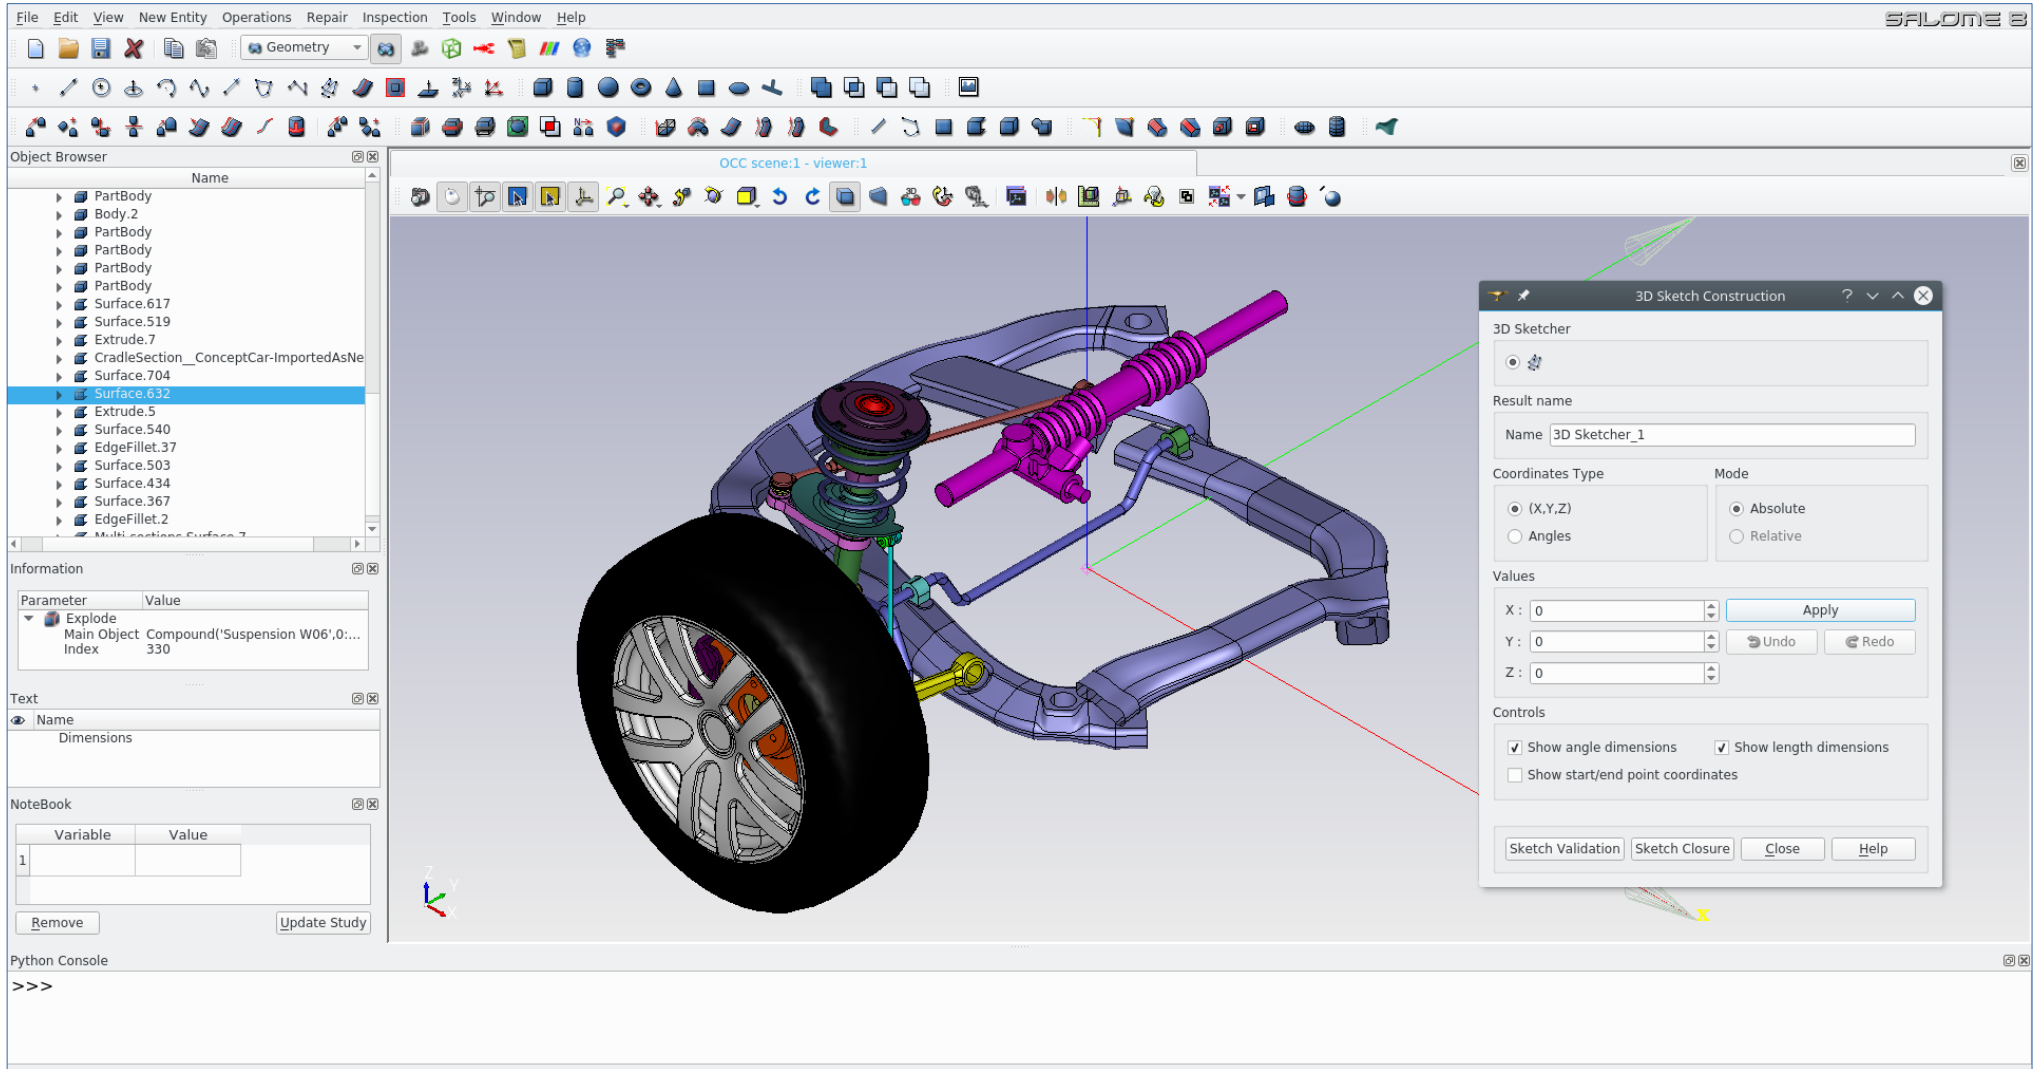 File Edit View New Entity Operations Repair Inspection Tools Window Help
SALOME 8
Geometry
Object Browser
Name
PartBody
Body.2
PartBody
PartBody
PartBody
PartBody
Surface.617
Surface.519
Extrude.7
CradleSection__ConceptCar-ImportedAsNe
Surface.704
Surface.632
Extrude.5
Surface.540
EdgeFillet.37
Surface.503
Surface.434
Surface.367
EdgeFillet.2
Multi-sections Surface.7
Information
Parameter Value
Explode
Main Object Compound('Suspension W06',0:...
Index 330
Text
Name
Dimensions
NoteBook
Variable Value
1
Remove Update Study
OCC scene:1 - viewer:1
Z
Y
X
X
3D Sketch Construction
3D Sketcher
Result name
Name 3D Sketcher_1
Coordinates Type Mode
(X,Y,Z) Absolute
Angles Relative
Values
X : 0 Apply
Y : 0 Undo Redo
Z : 0
Controls
Show angle dimensions Show length dimensions
Show start/end point coordinates
Sketch Validation Sketch Closure Close Help
Python Console
>>>